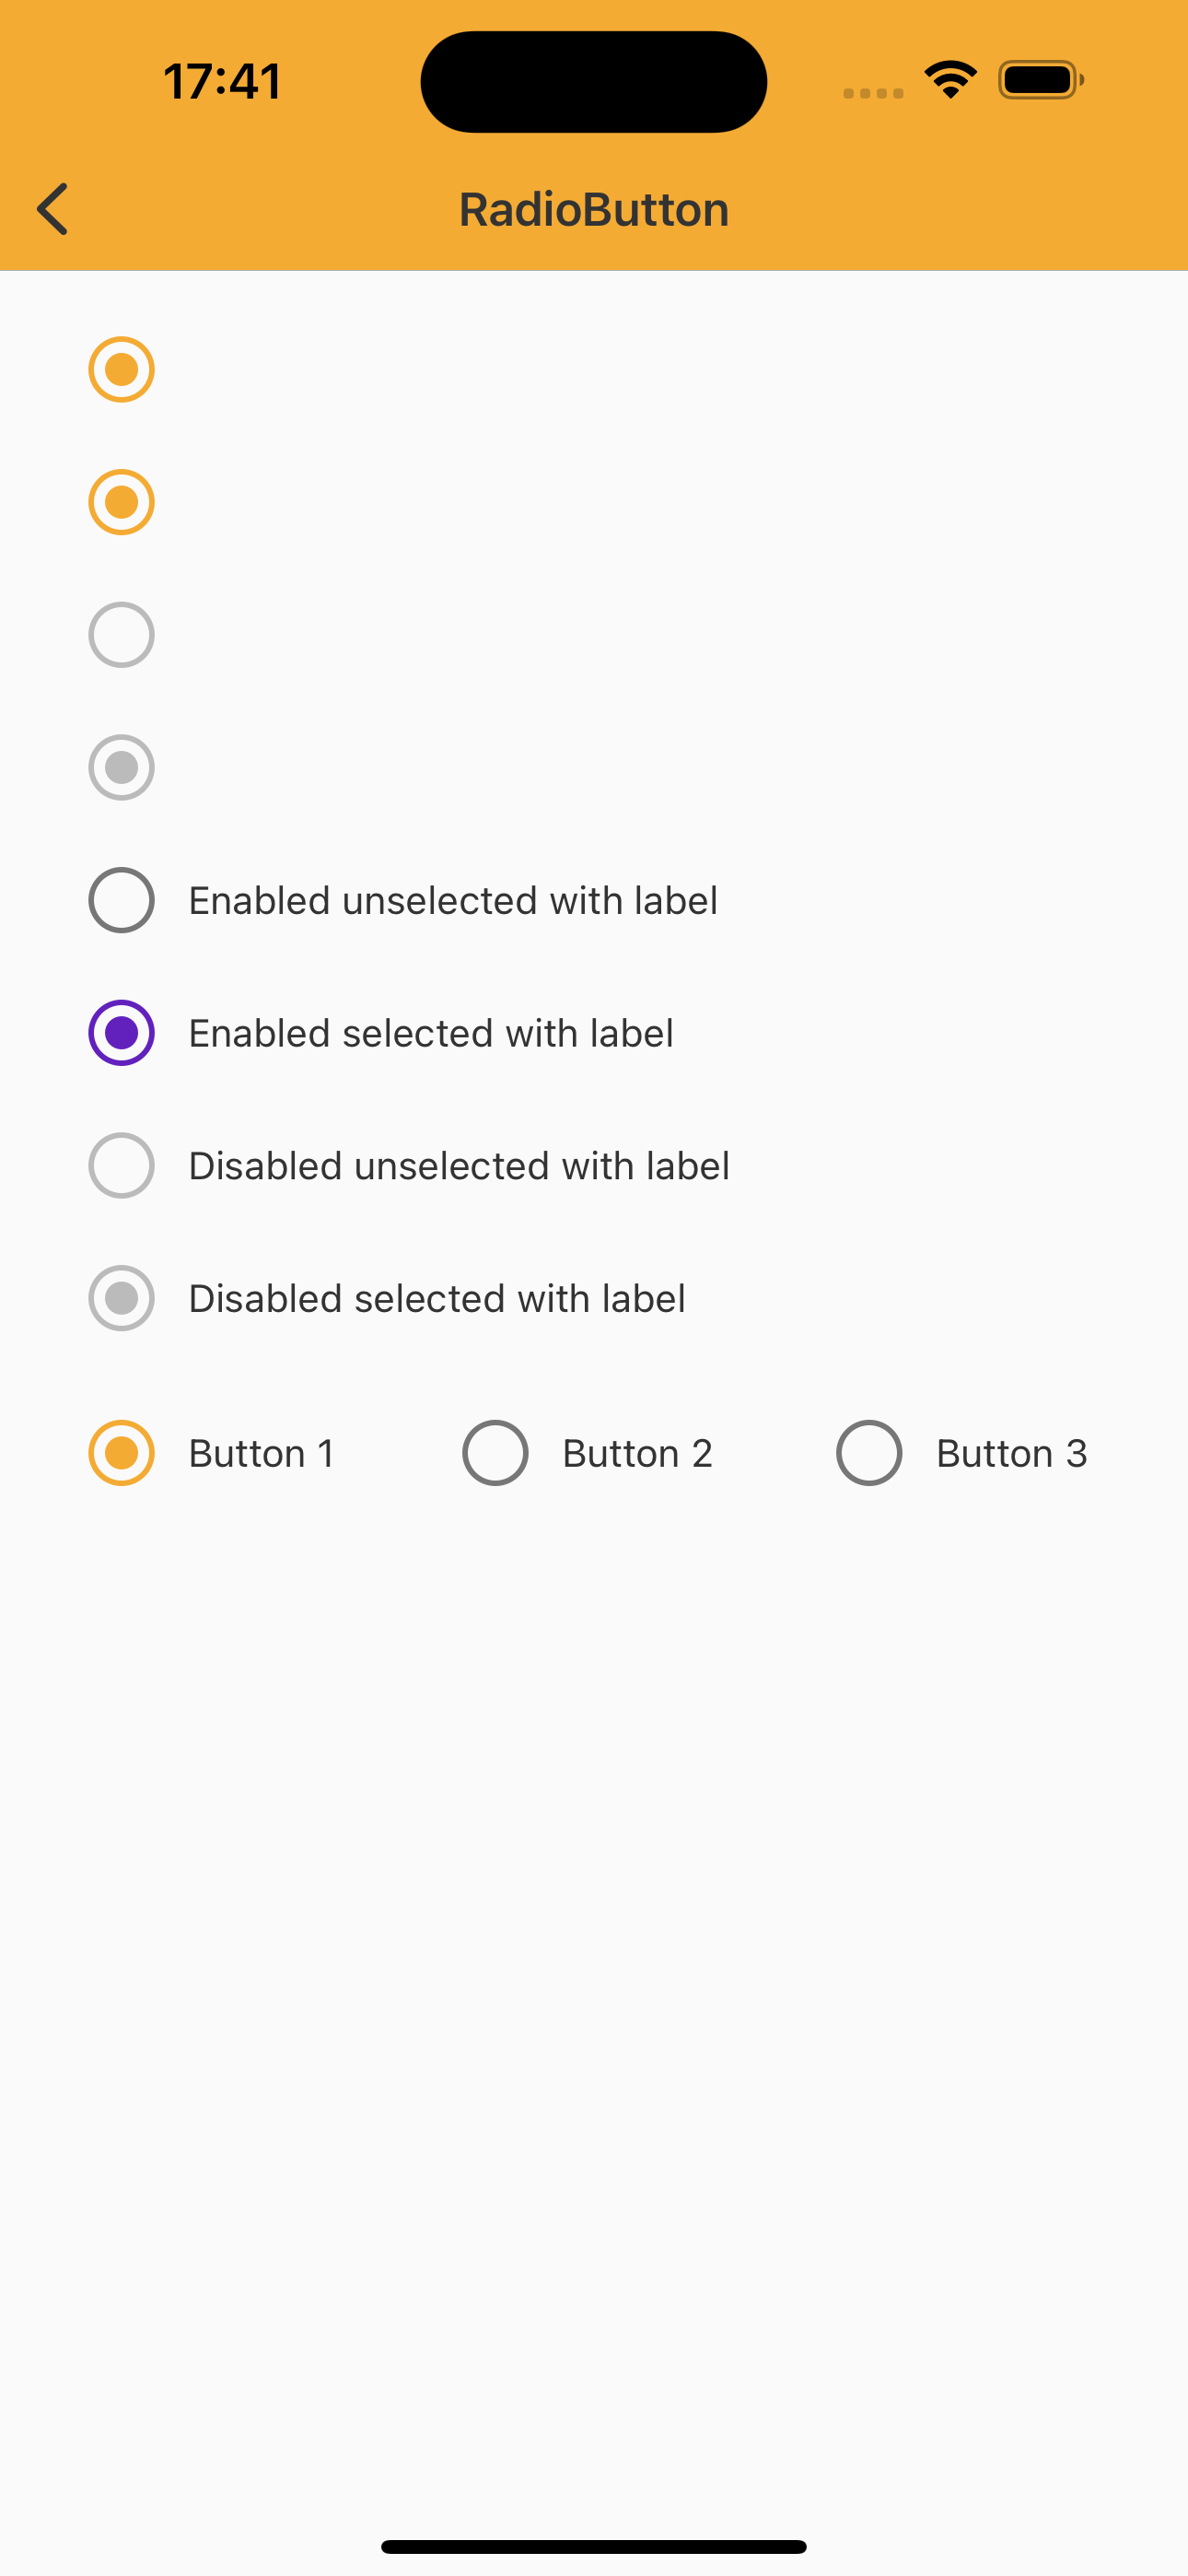 17:41
RadioButton
Enabled unselected with label
Enabled selected with label
Disabled unselected with label
Disabled selected with label
Button 1 Button 2 Button 3